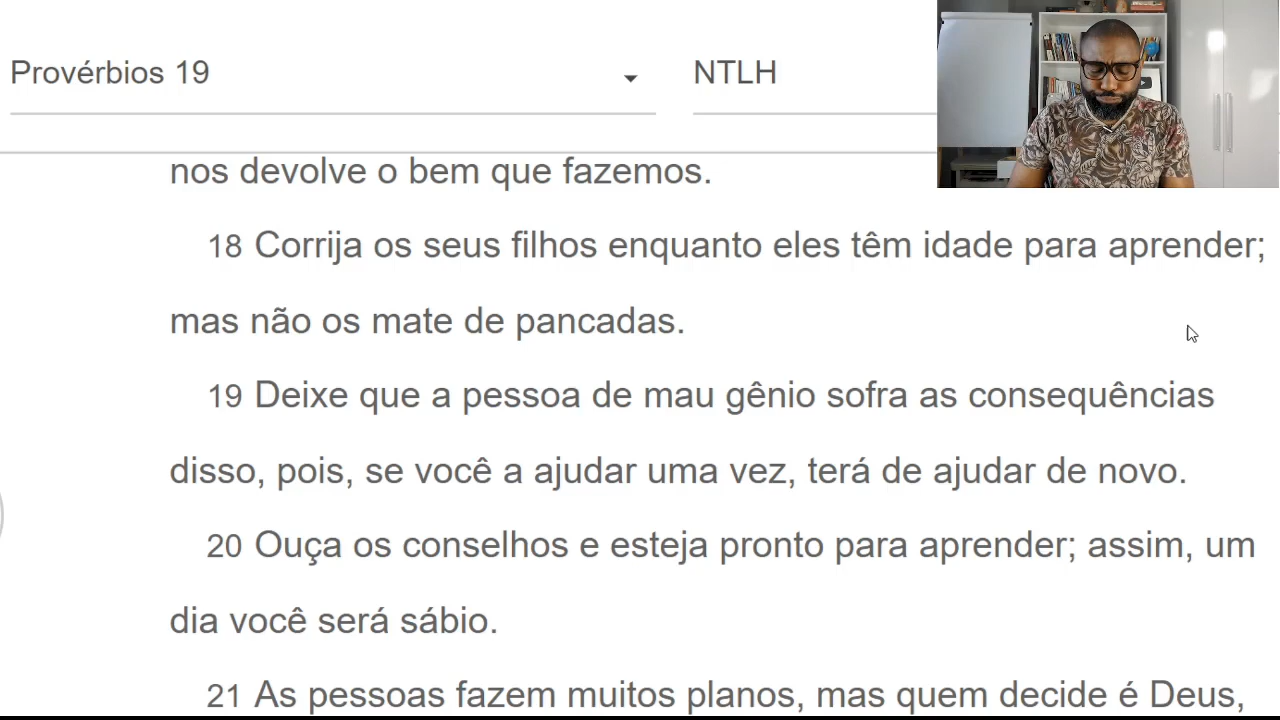 Provérbios 19
NTLH
nos devolve o bem que fazemos.
18 Corrija os seus filhos enquanto eles têm idade para aprender;
mas não os mate de pancadas.
19 Deixe que a pessoa de mau gênio sofra as consequências
disso, pois, se você a ajudar uma vez, terá de ajudar de novo.
20 Ouça os conselhos e esteja pronto para aprender; assim, um
dia você será sábio.
21 As pessoas fazem muitos planos, mas quem decide é Deus,